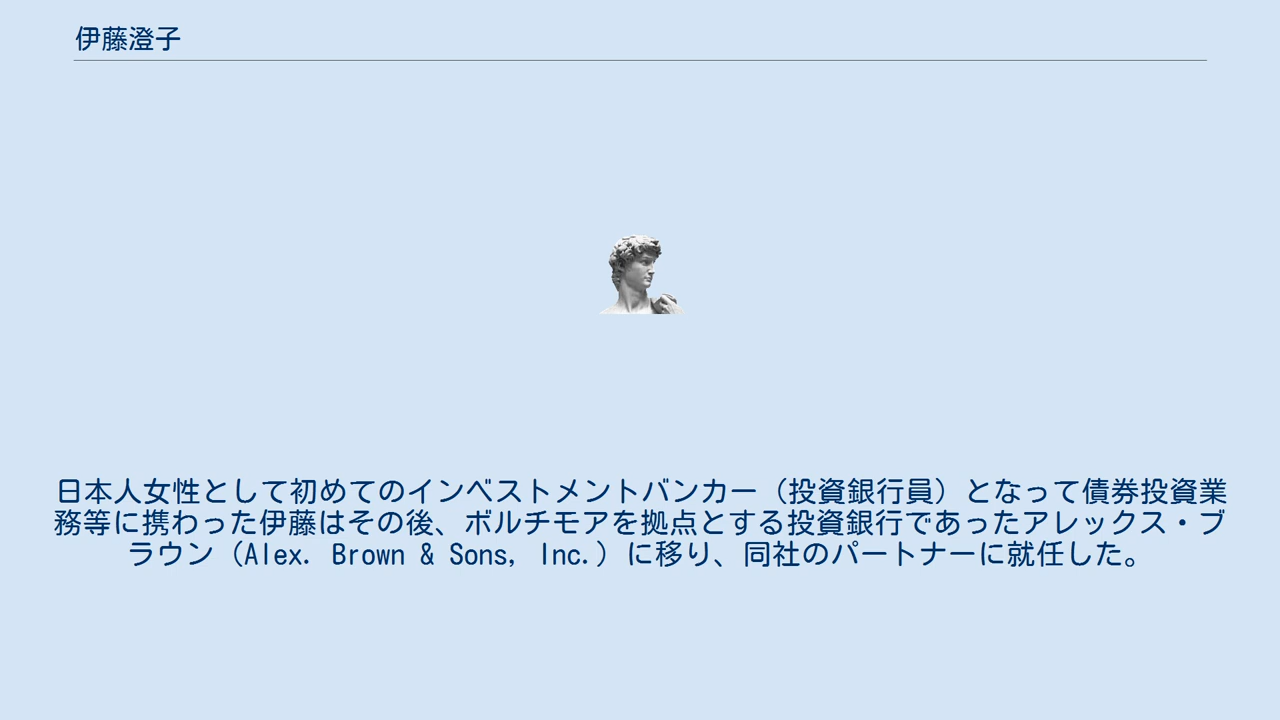 伊藤澄子
日本人女性として初めてのインベストメントバンカー（投資銀行員）となって債券投資業
務等に携わった伊藤はその後、ボルチモアを拠点とする投資銀行であったアレックス・ブ
ラウン（Alex. Brown & Sons, Inc.）に移り、同社のパートナーに就任した。